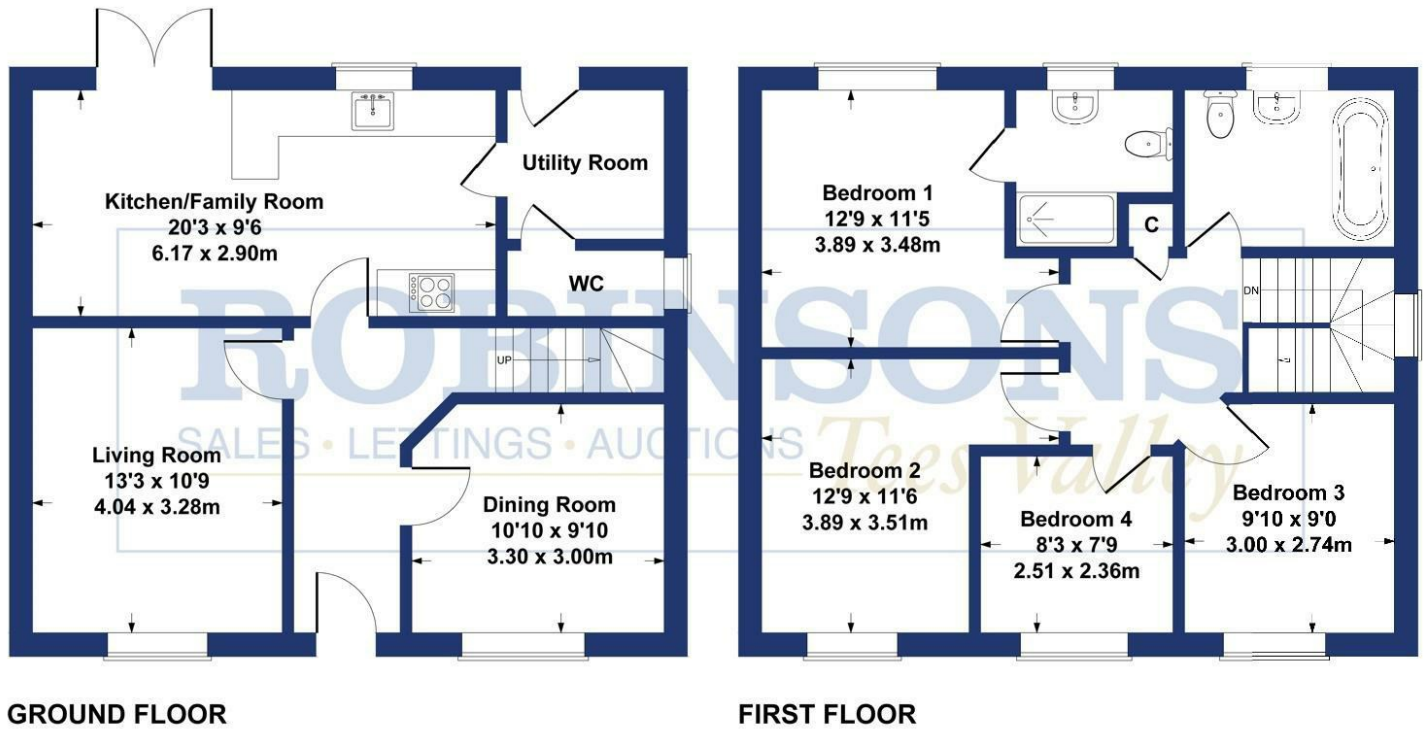 Kitchen/Family Room
20'3 x 9'6
6.17 x 2.90m
Utility Room
WC
UP
Living Room
13'3 x 10'9
4.04 x 3.28m
Dining Room
10'10 x 9'10
3.30 x 3.00m
GROUND FLOOR
Bedroom 1
12'9 x 11'5
3.89 x 3.48m
C
DN
Bedroom 2
12'9 x 11'6
3.89 x 3.51m
Bedroom 4
8'3 x 7'9
2.51 x 2.36m
Bedroom 3
9'10 x 9'0
3.00 x 2.74m
FIRST FLOOR
ROBINSONS
SALES • LETTINGS • AUCTIONS
Tees Valley